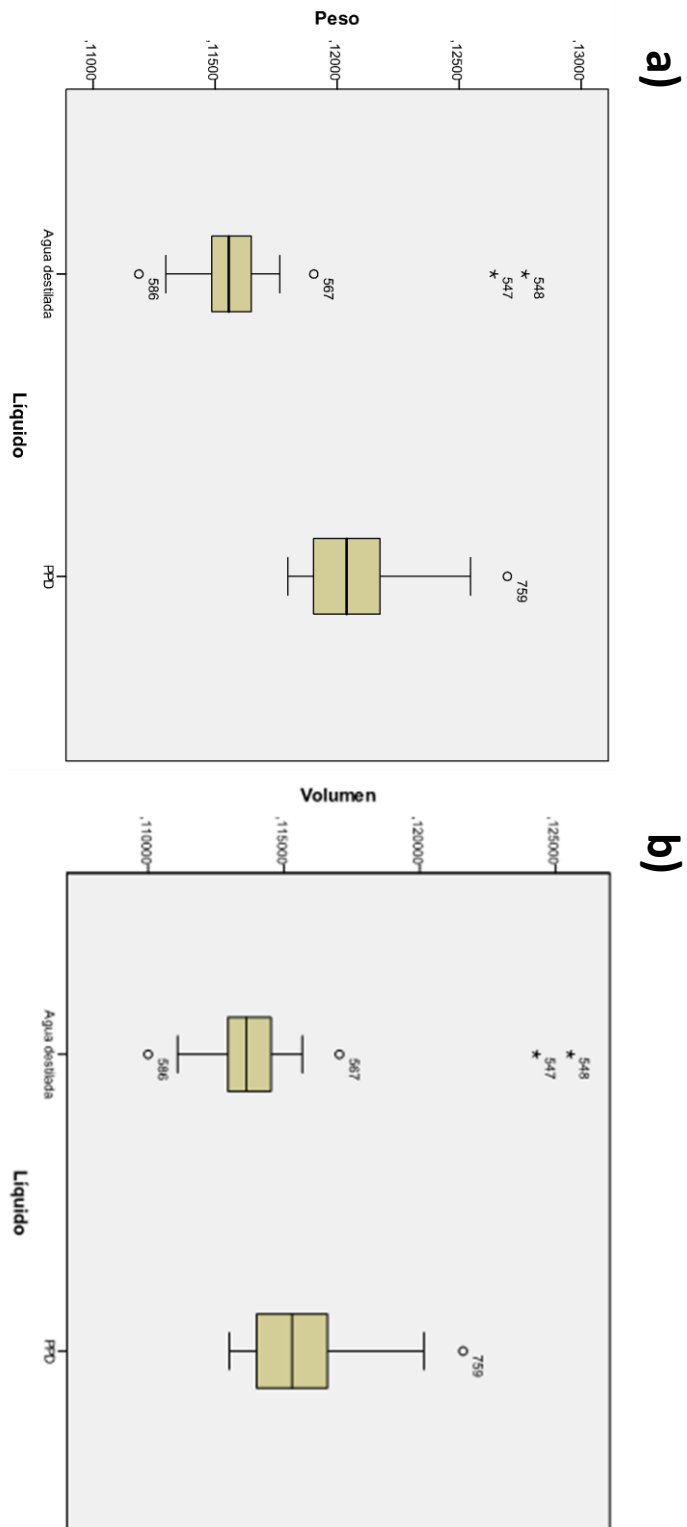 a)
Peso
,13000
,12500
,12000
,11500
,11000
548
547
567
586
759
Agua destilada
PPD
Líquido
b)
Volumen
,125000
,120000
,115000
,110000
548
547
567
586
759
Agua destilada
PPD
Líquido